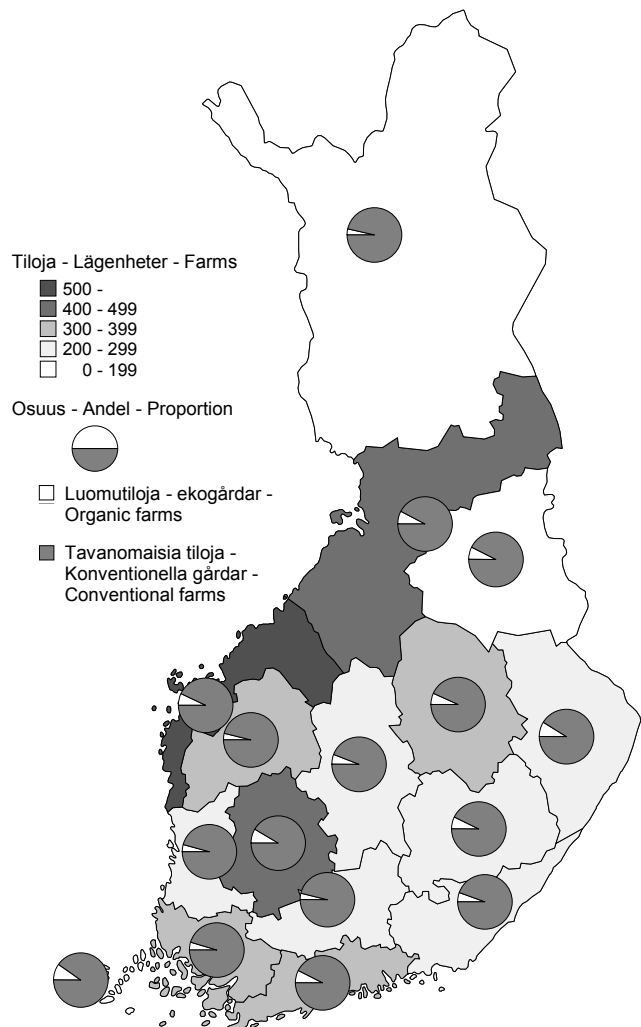 Tiloja - Lägenheter - Farms
500 -
400 - 499
300 - 399
200 - 299
0 - 199
Osuus - Andel - Proportion
Luomutiloja - ekogårdar -
Organic farms
Tavanomaisia tiloja -
Konventionella gårdar -
Conventional farms